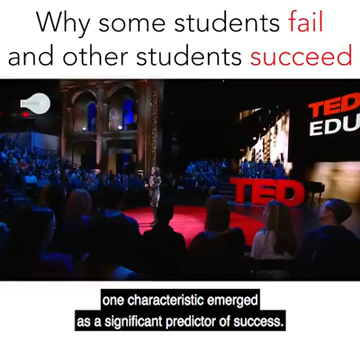 Why some students fail
and other students succeed
TED
EDU
TED
one characteristic emerged
as a significant predictor of success.